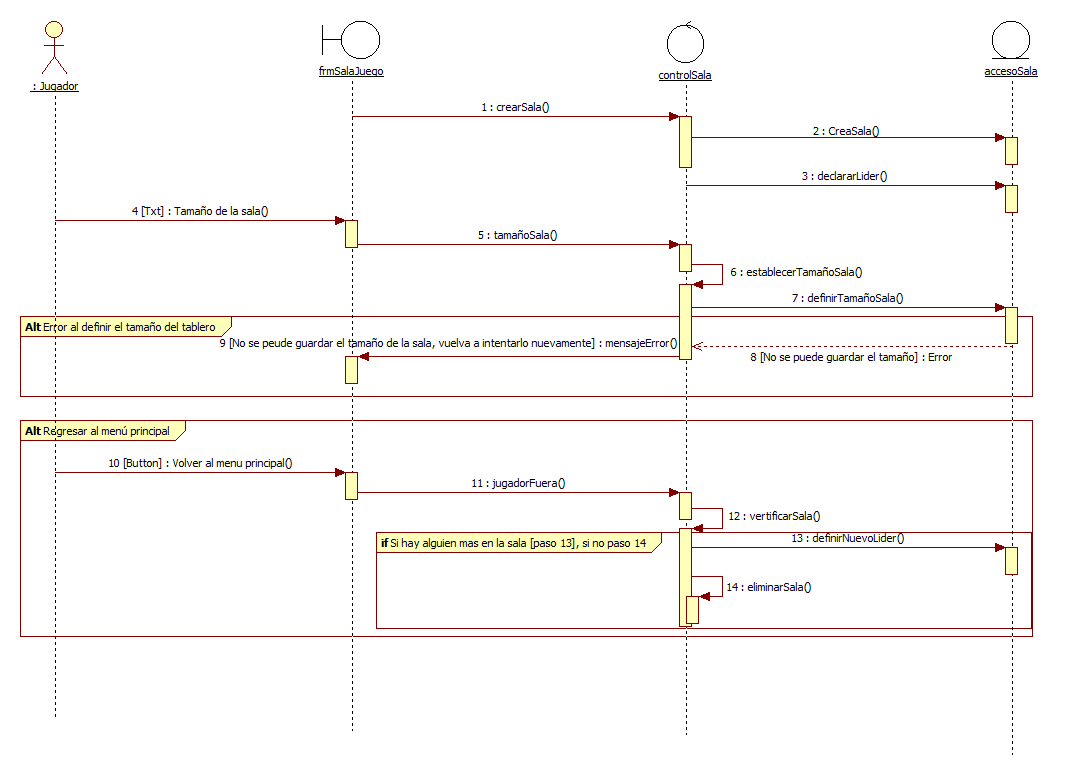 : Jugador
frmSalaJuego
controlSala
accesoSala
1 : crearSala()
2 : CreaSala()
3 : declararLider()
4 [Txt] : Tamaño de la sala()
5 : tamañoSala()
6 : establecerTamañoSala()
7 : definirTamañoSala()
Alt Error al definir el tamaño del tablero
9 [No se peude guardar el tamaño de la sala, vuelva a intentarlo nuevamente] : mensajeError()
8 [No se puede guardar el tamaño] : Error
Alt Regresar al menú principal
10 [Button] : Volver al menu principal()
11 : jugadorFuera()
12 : vertificarSala()
if Si hay alguien mas en la sala [paso 13], si no paso 14
13 : definirNuevoLider()
14 : eliminarSala()